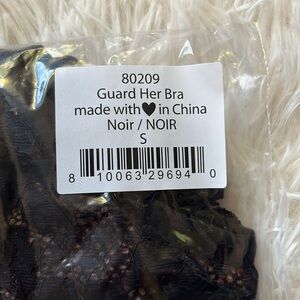 80209
Guard Her Bra
made with♥in China
Noir / NOIR
S
8 10063 29694 0